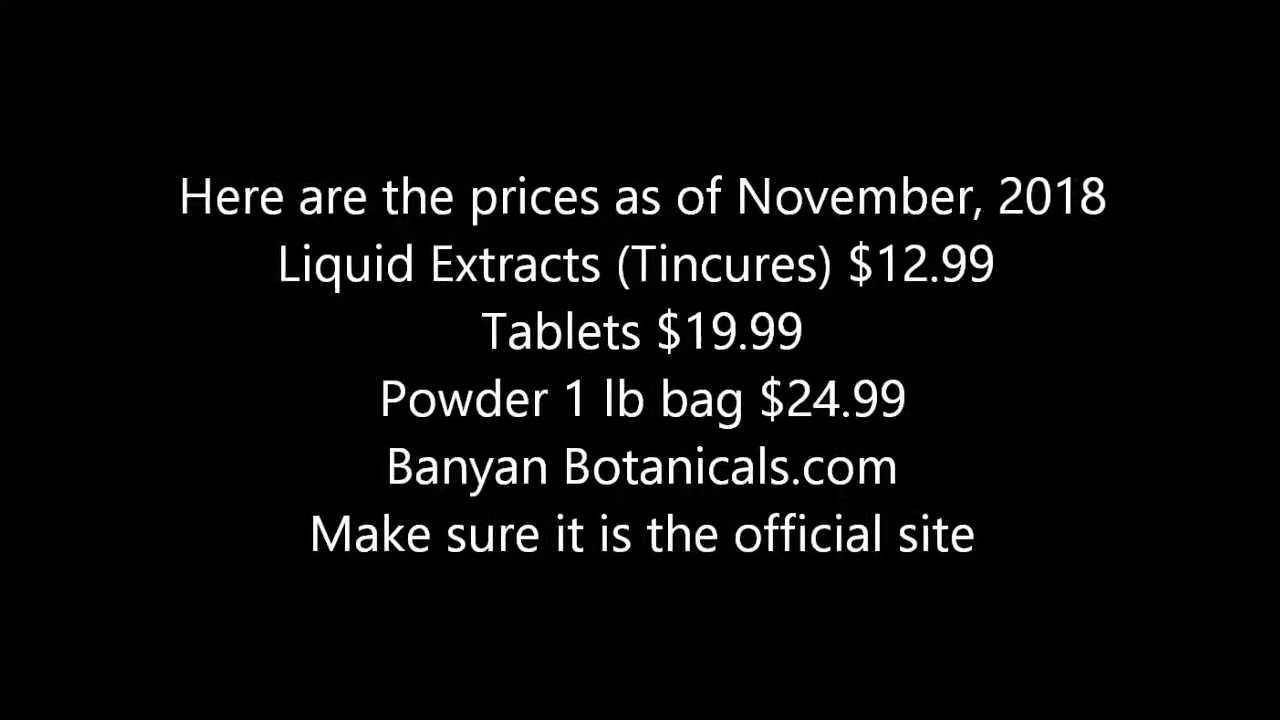 Here are the prices as of November, 2018
Liquid Extracts (Tincures) $12.99
Tablets $19.99
Powder 1 lb bag $24.99
Banyan Botanicals.com
Make sure it is the official site